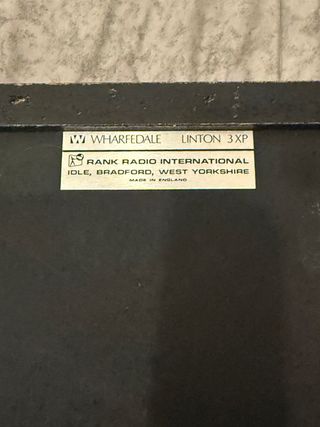 W WHARFEDALE LINTON 3XP
RANK RADIO INTERNATIONAL
IDLE, BRADFORD, WEST YORKSHIRE
MADE IN ENGLAND